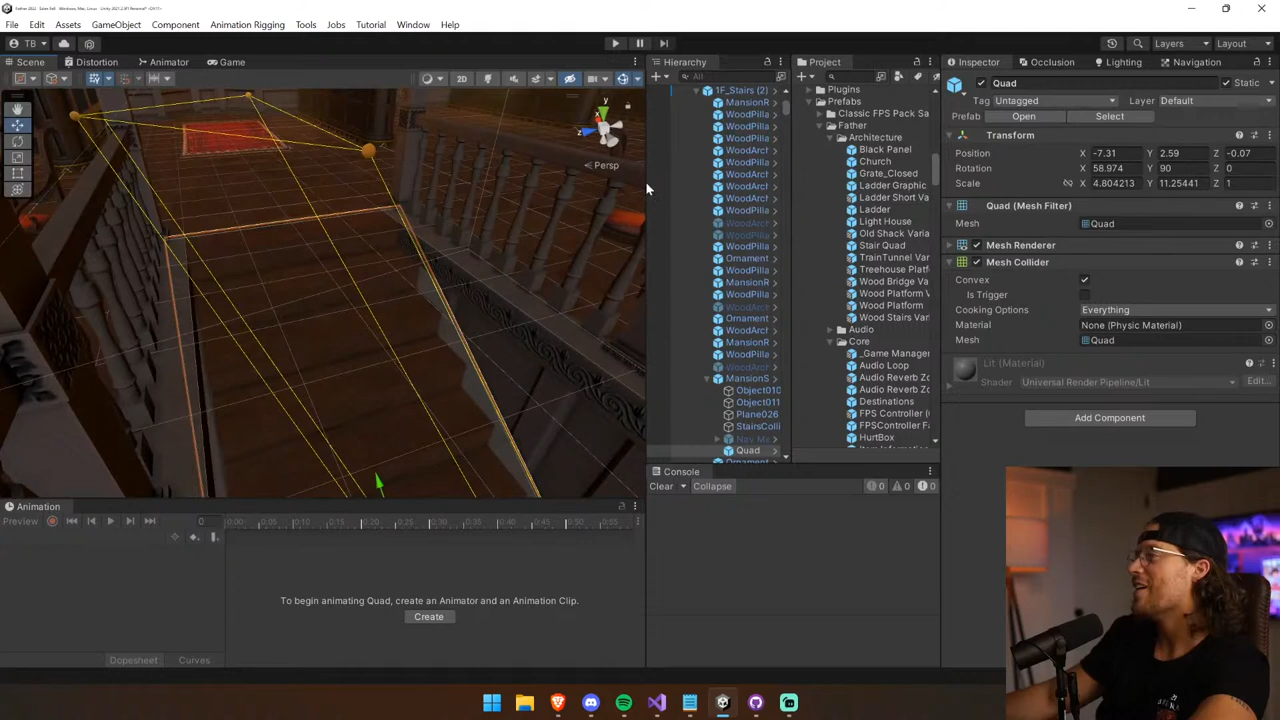 File Edit Assets GameObject Component Animation Rigging Tools Jobs Tutorial Window Help
TB
Layers
Layout
Scene Distortion Animator Game
2D
y
x
z
Persp
Hierarchy
All
1F_Stairs (2)
MansionR
WoodPilla
WoodPilla
WoodPilla
WoodArch
WoodPilla
WoodArch
WoodArch
WoodArch
WoodPilla
WoodArch
WoodPilla
WoodPilla
Ornament
WoodPilla
MansionR
WoodPilla
WoodArch
Ornament
WoodArch
MansionR
WoodPilla
WoodArch
MansionS
Object010
Object011
Plane026
StairsColli
Nav Me
Quad
Ornament
Project
Plugins
Prefabs
Classic FPS Pack Sa
Father
Architecture
Black Panel
Church
Grate_Closed
Ladder Graphic
Ladder Short Va
Ladder
Light House
Old Shack Varia
Stair Quad
TrainTunnel Var
Treehouse Platf
Wood Bridge Va
Wood Platform V
Wood Platform
Wood Stairs Var
Audio
Core
_Game Manager
Audio Loop
Audio Reverb Zo
Audio Reverb Zo
Destinations
FPS Controller (
FPSController Fa
HurtBox
Inspector Occlusion Lighting Navigation
Quad Static
Tag Untagged Layer Default
Prefab Open Select
Transform
Position X -7.31 Y 2.59 Z -0.07
Rotation X 58.974 Y 90 Z 0
Scale X 4.804213 Y 11.25441 Z 1
Quad (Mesh Filter)
Mesh Quad
Mesh Renderer
Mesh Collider
Convex
Is Trigger
Cooking Options Everything
Material None (Physic Material)
Mesh Quad
Lit (Material)
Shader Universal Render Pipeline/Lit Edit...
Add Component
Console
Clear Collapse 0 0 0
Animation
Preview 0 0:00 0:05 0:10 0:15 0:20 0:25 0:30 0:35 0:40 0:45 0:50 0:55
To begin animating Quad, create an Animator and an Animation Clip.
Create
Dopesheet Curves